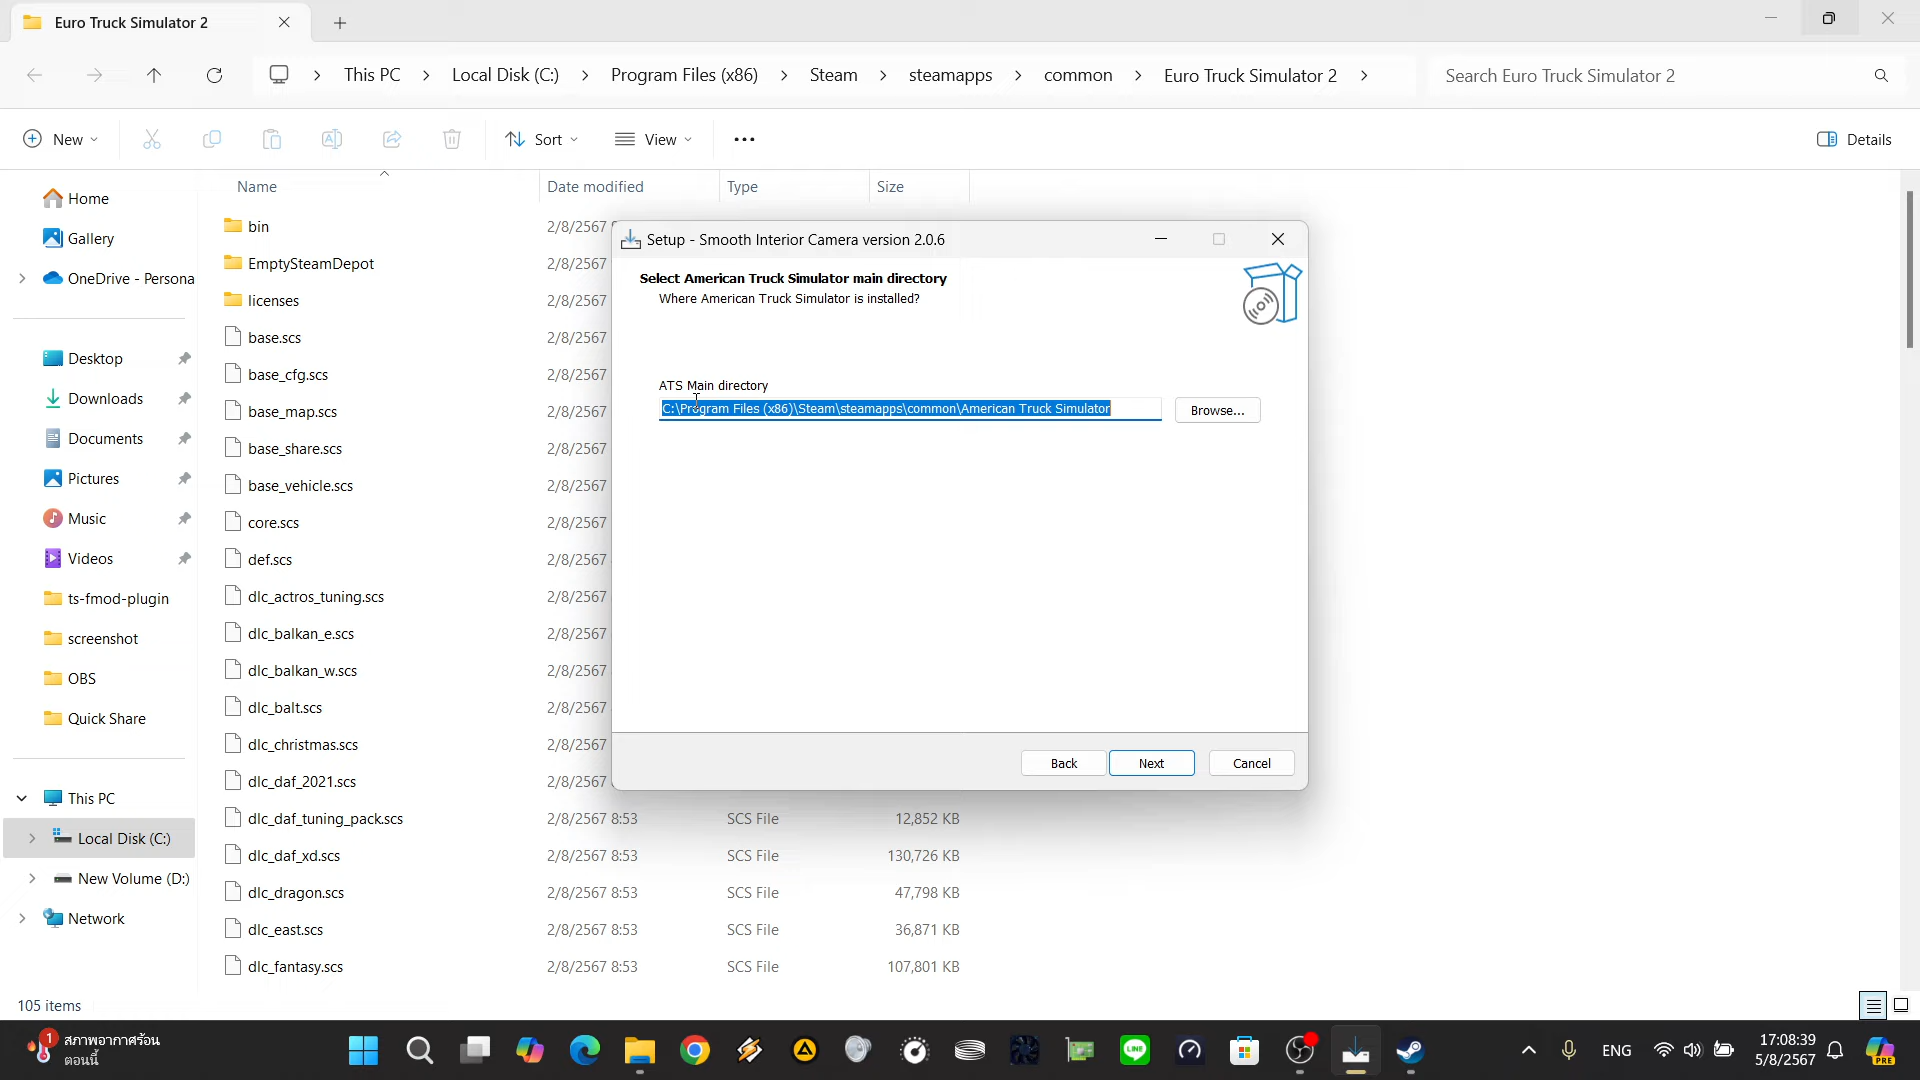 Euro Truck Simulator 2
This PC
Local Disk (C:)
Program Files (x86)
Steam
steamapps
common
Euro Truck Simulator 2
Search Euro Truck Simulator 2
New
Sort
View
Details
Name
Date modified
Type
Size
Home
Gallery
OneDrive - Persona
Desktop
Downloads
Documents
Pictures
Music
Videos
ts-fmod-plugin
screenshot
OBS
Quick Share
This PC
Local Disk (C:)
New Volume (D:)
Network
bin 2/8/2567
EmptySteamDepot 2/8/2567
licenses 2/8/2567
base.scs 2/8/2567
base_cfg.scs 2/8/2567
base_map.scs 2/8/2567
base_share.scs 2/8/2567
base_vehicle.scs 2/8/2567
core.scs 2/8/2567
def.scs 2/8/2567
dlc_actros_tuning.scs 2/8/2567
dlc_balkan_e.scs 2/8/2567
dlc_balkan_w.scs 2/8/2567
dlc_balt.scs 2/8/2567
dlc_christmas.scs 2/8/2567
dlc_daf_2021.scs 2/8/2567
dlc_daf_tuning_pack.scs 2/8/2567 8:53 SCS File 12,852 KB
dlc_daf_xd.scs 2/8/2567 8:53 SCS File 130,726 KB
dlc_dragon.scs 2/8/2567 8:53 SCS File 47,798 KB
dlc_east.scs 2/8/2567 8:53 SCS File 36,871 KB
dlc_fantasy.scs 2/8/2567 8:53 SCS File 107,801 KB
Setup - Smooth Interior Camera version 2.0.6
Select American Truck Simulator main directory
Where American Truck Simulator is installed?
ATS Main directory
C:\Program Files (x86)\Steam\steamapps\common\American Truck Simulator
Browse...
Back
Next
Cancel
105 items
1
สภาพอากาศร้อน
ตอนนี้
LINE
ENG
17:08:39
5/8/2567
PRE